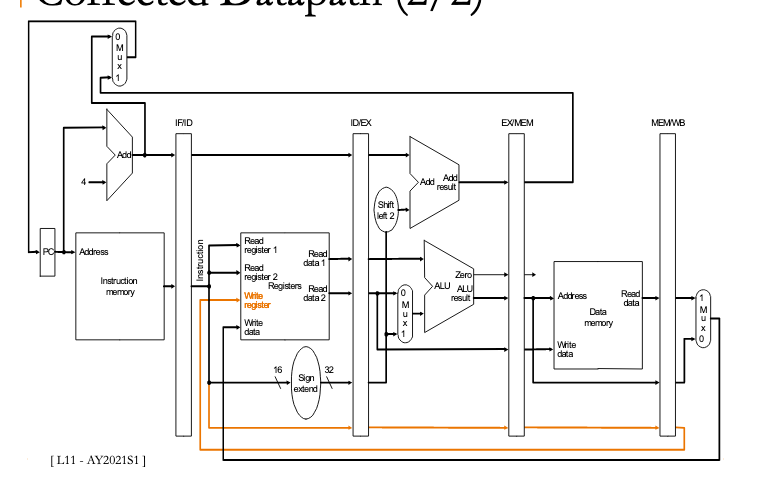 Corrected Datapath (2/2)
0
M
u
x
1
IF/ID
ID/EX
EX/MEM
MEM/WB
Add
4
Add
Add
result
Shift
left 2
PC
Address
Instruction
memory
Instruction
Read
register 1
Read
register 2
Write
register
Write
data
Registers
Read
data 1
Read
data 2
0
M
u
x
1
ALU
Zero
ALU
result
Address
Write
data
Data
memory
Read
data
1
M
u
x
0
16
Sign
extend
32
[ L11 - AY2021S1 ]